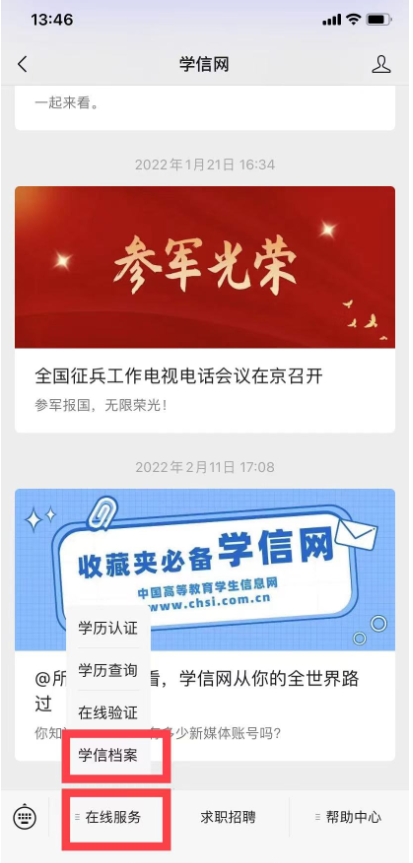 13:46
学信网
一起来看。
2022年1月21日 16:34
参军光荣
全国征兵工作电视电话会议在京召开
参军报国，无限荣光！
2022年2月11日 17:08
收藏夹必备学信网
中国高等教育学生信息网
www.chsi.com.cn
学历认证
学历查询
@所 看，学信网从你的全世界路
过
在线验证
你知 多少新媒体账号吗？
学信档案
在线服务
求职招聘
帮助中心